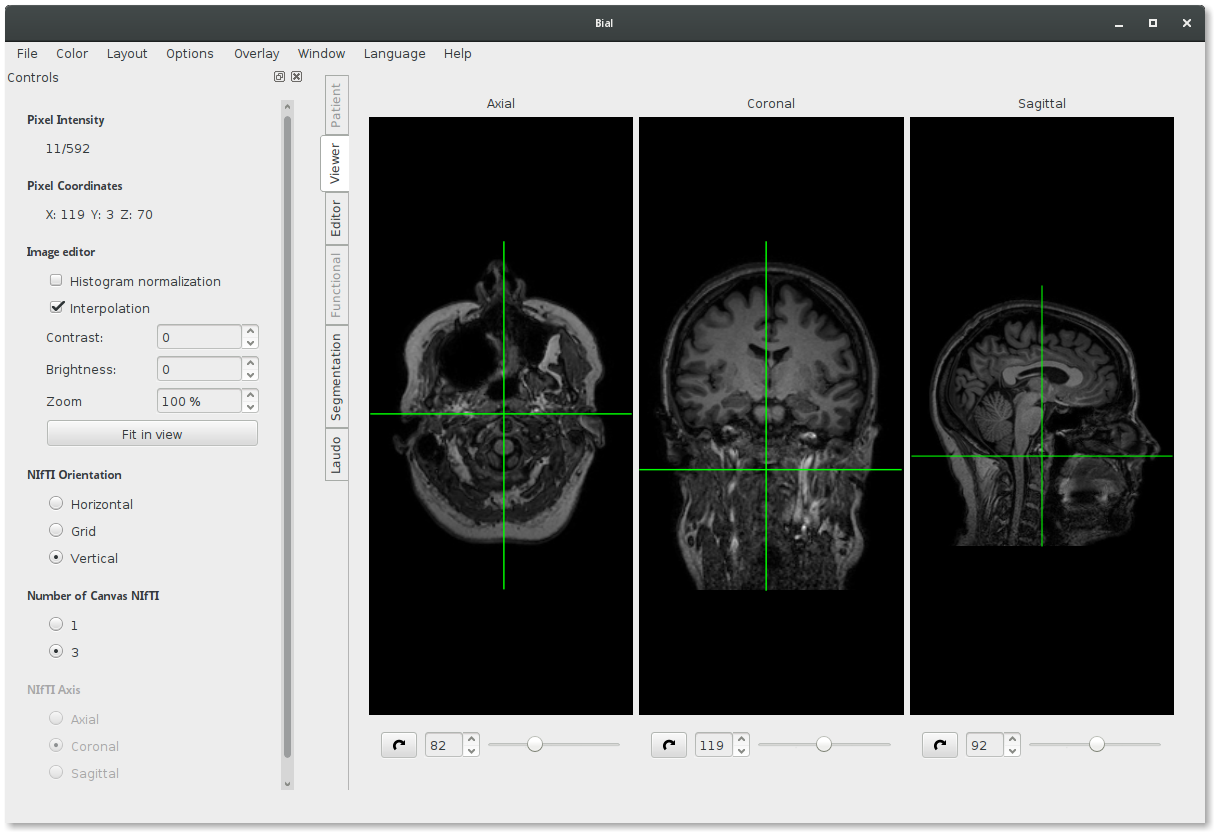 Bial
File Color Layout Options Overlay Window Language Help
Controls
Pixel Intensity
11/592
Pixel Coordinates
X: 119 Y: 3 Z: 70
Image editor
Histogram normalization
Interpolation
Contrast: 0
Brightness: 0
Zoom 100 %
Fit in view
NIfTI Orientation
Horizontal
Grid
Vertical
Number of Canvas NIfTI
1
3
NIfTI Axis
Axial
Coronal
Sagittal
Patient
Viewer
Editor
Functional
Segmentation
Laudo
Axial Coronal Sagittal
82 119 92